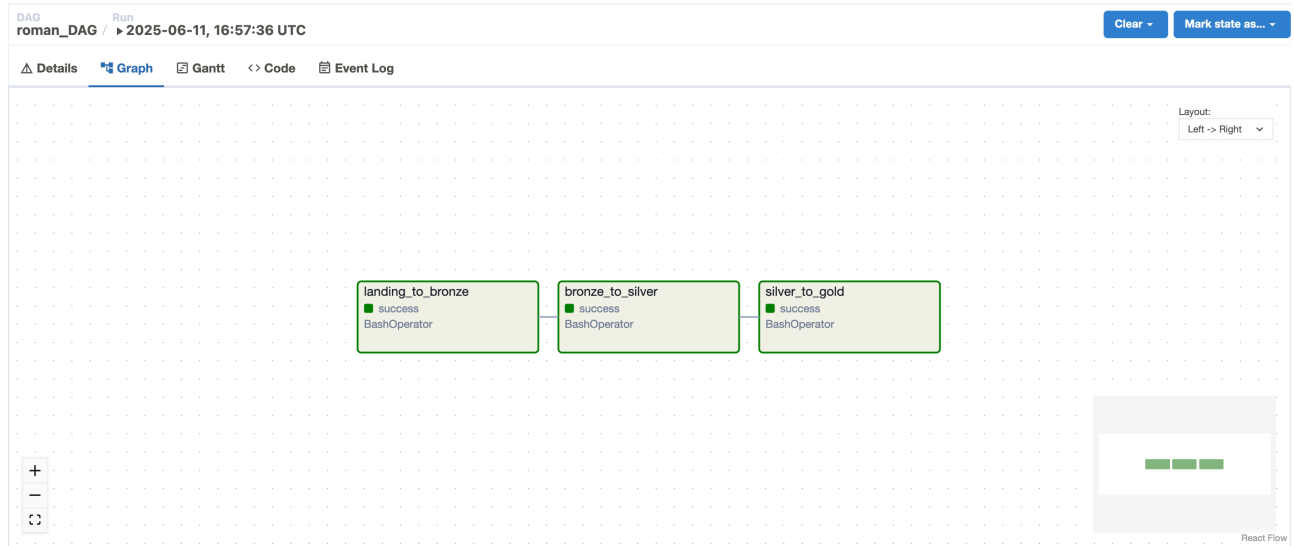 DAG Run
roman_DAG / 2025-06-11, 16:57:36 UTC
Clear
Mark state as...
Details Graph Gantt <> Code Event Log
Layout:
Left -> Right
landing_to_bronze
success
BashOperator
bronze_to_silver
success
BashOperator
silver_to_gold
success
BashOperator
React Flow